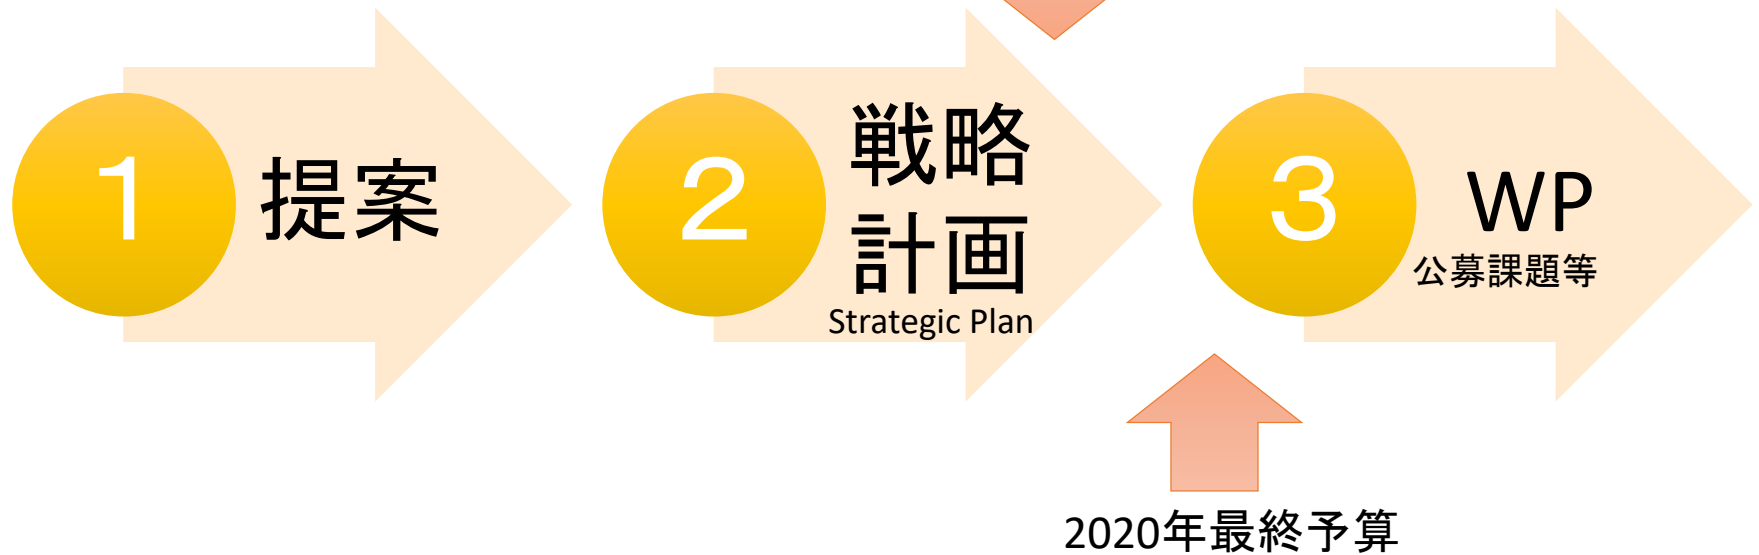 1
提案
2
戦略
計画
Strategic Plan
3
WP
公募課題等
2020年最終予算